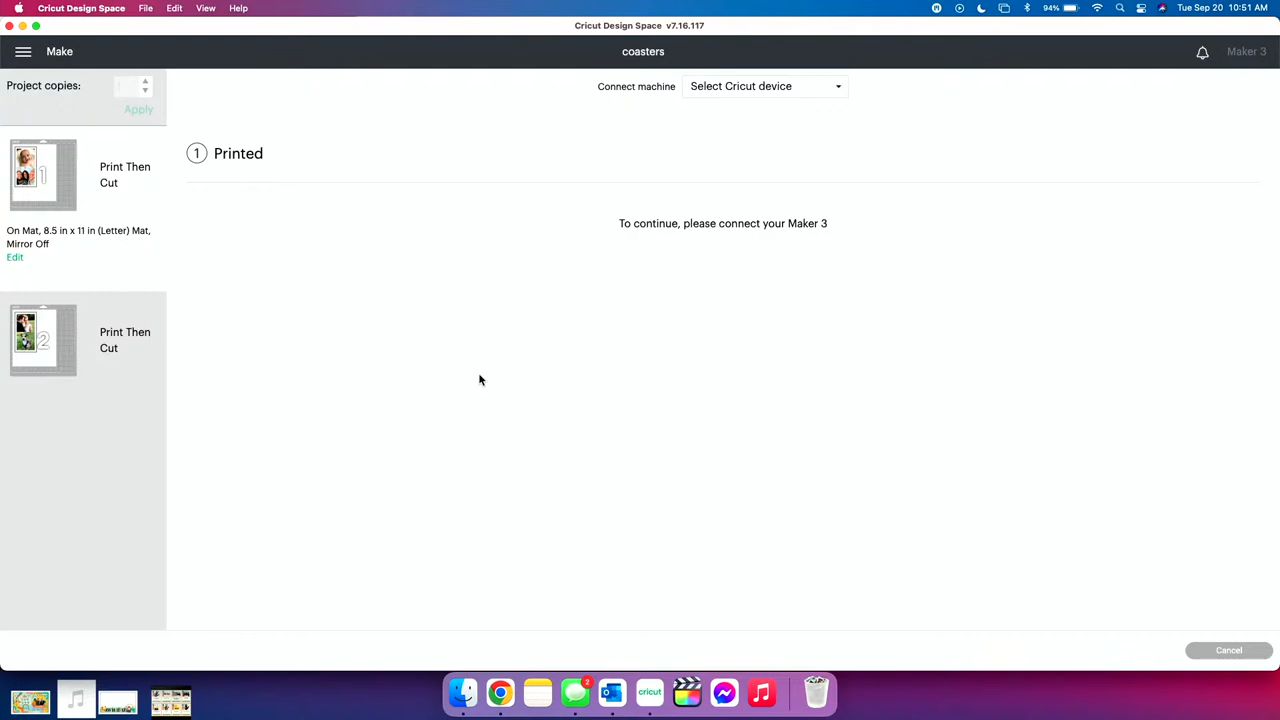 Cricut Design Space File Edit View Help 94% Tue Sep 20 10:51 AM
Cricut Design Space v7.16.117
Make coasters Maker 3
Project copies: Connect machine Select Cricut device
Apply
1 Printed
Print Then
Cut
1
To continue, please connect your Maker 3
On Mat, 8.5 in x 11 in (Letter) Mat,
Mirror Off
Edit
Print Then
Cut
2
Cancel
2
cricut